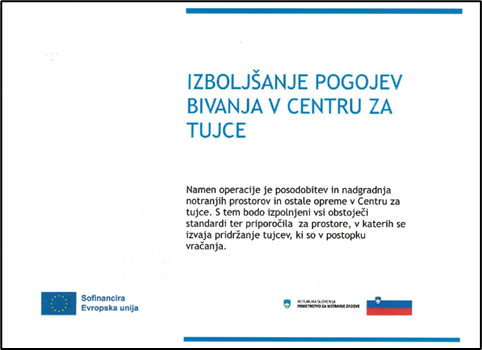 IZBOLJŠANJE POGOJEV
BIVANJA V CENTRU ZA
TUJCE
Namen operacije je posodobitev in nadgradnja
notranjih prostorov in ostale opreme v Centru za
tujce. S tem bodo izpolnjeni vsi obstoječi
standardi ter priporočila za prostore, v katerih se
izvaja pridržanje tujcev, ki so v postopku
vračanja.
Sofinancira
Evropska unija
REPUBLIKA SLOVENIJA
MINISTRSTVO ZA NOTRANJE ZADEVE